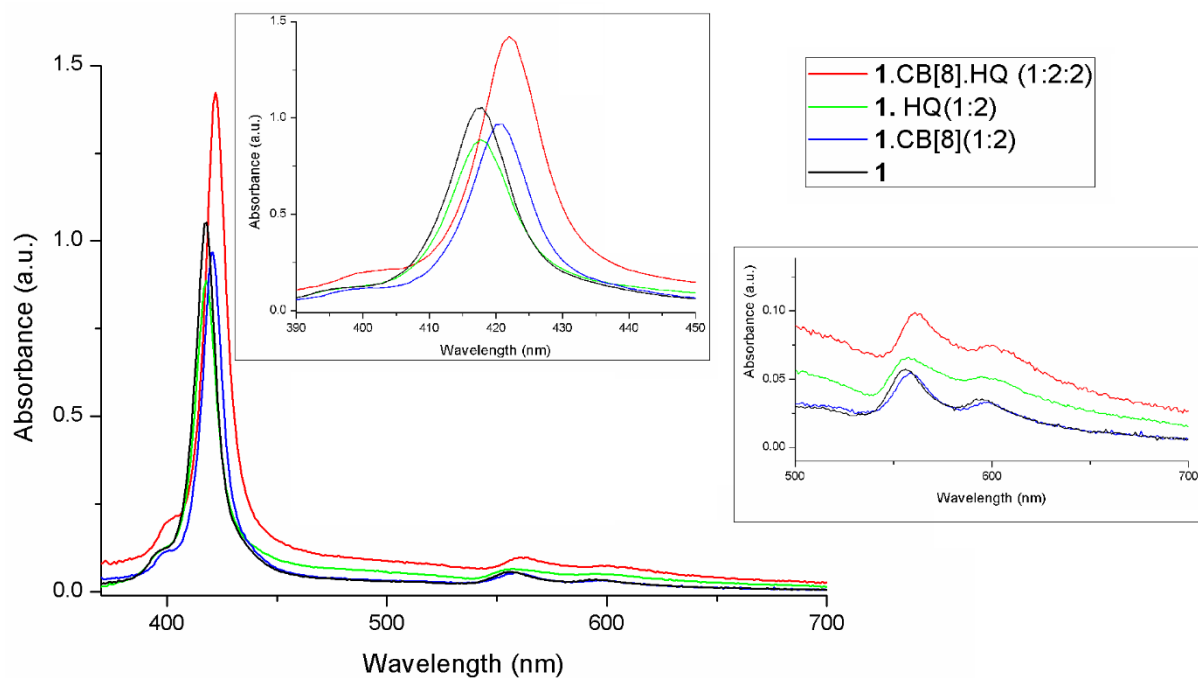 1.5
1.0
0.5
0.0
400
500
600
700
Absorbance (a.u.)
Wavelength (nm)
1.5
1.0
0.5
0.0
390
400
410
420
430
440
450
Absorbance (a.u.)
Wavelength (nm)
1.CB[8].HQ (1:2:2)
1. HQ(1:2)
1.CB[8](1:2)
1
0.10
0.05
0.00
500
600
700
Absorbance (a.u.)
Wavelength (nm)